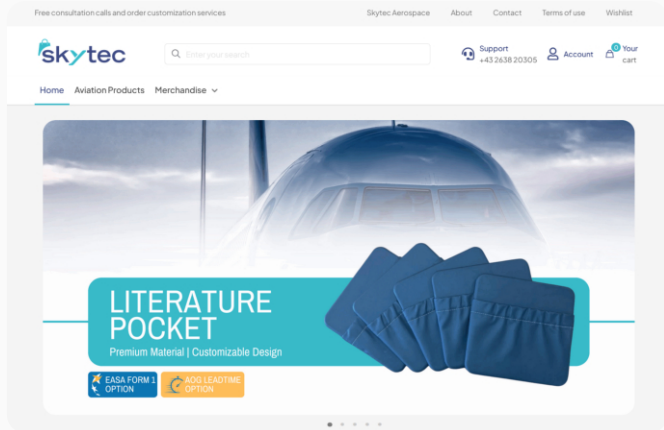 Free consultation calls and order customization services
Skytec Aerospace About Contact Terms of use Wishlist
skytec
Enter your search
Support
+43 2638 20305
Account
0
Your
cart
Home Aviation Products Merchandise
LITERATURE
POCKET
Premium Material | Customizable Design
EASA FORM 1
OPTION
AOG LEADTIME
OPTION